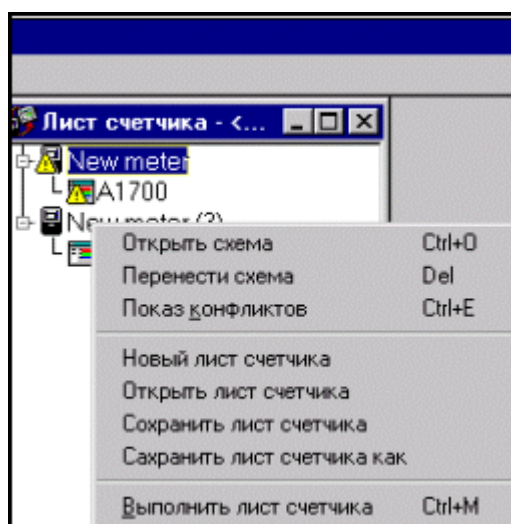 Лист счетчика - <...
New meter
A1700
New meter (2)
Открыть схема Ctrl+O
Перенести схема Del
Показ конфликтов Ctrl+E
Новый лист счетчика
Открыть лист счетчика
Сохранить лист счетчика
Сахранить лист счетчика как
Выполнить лист счетчика Ctrl+M